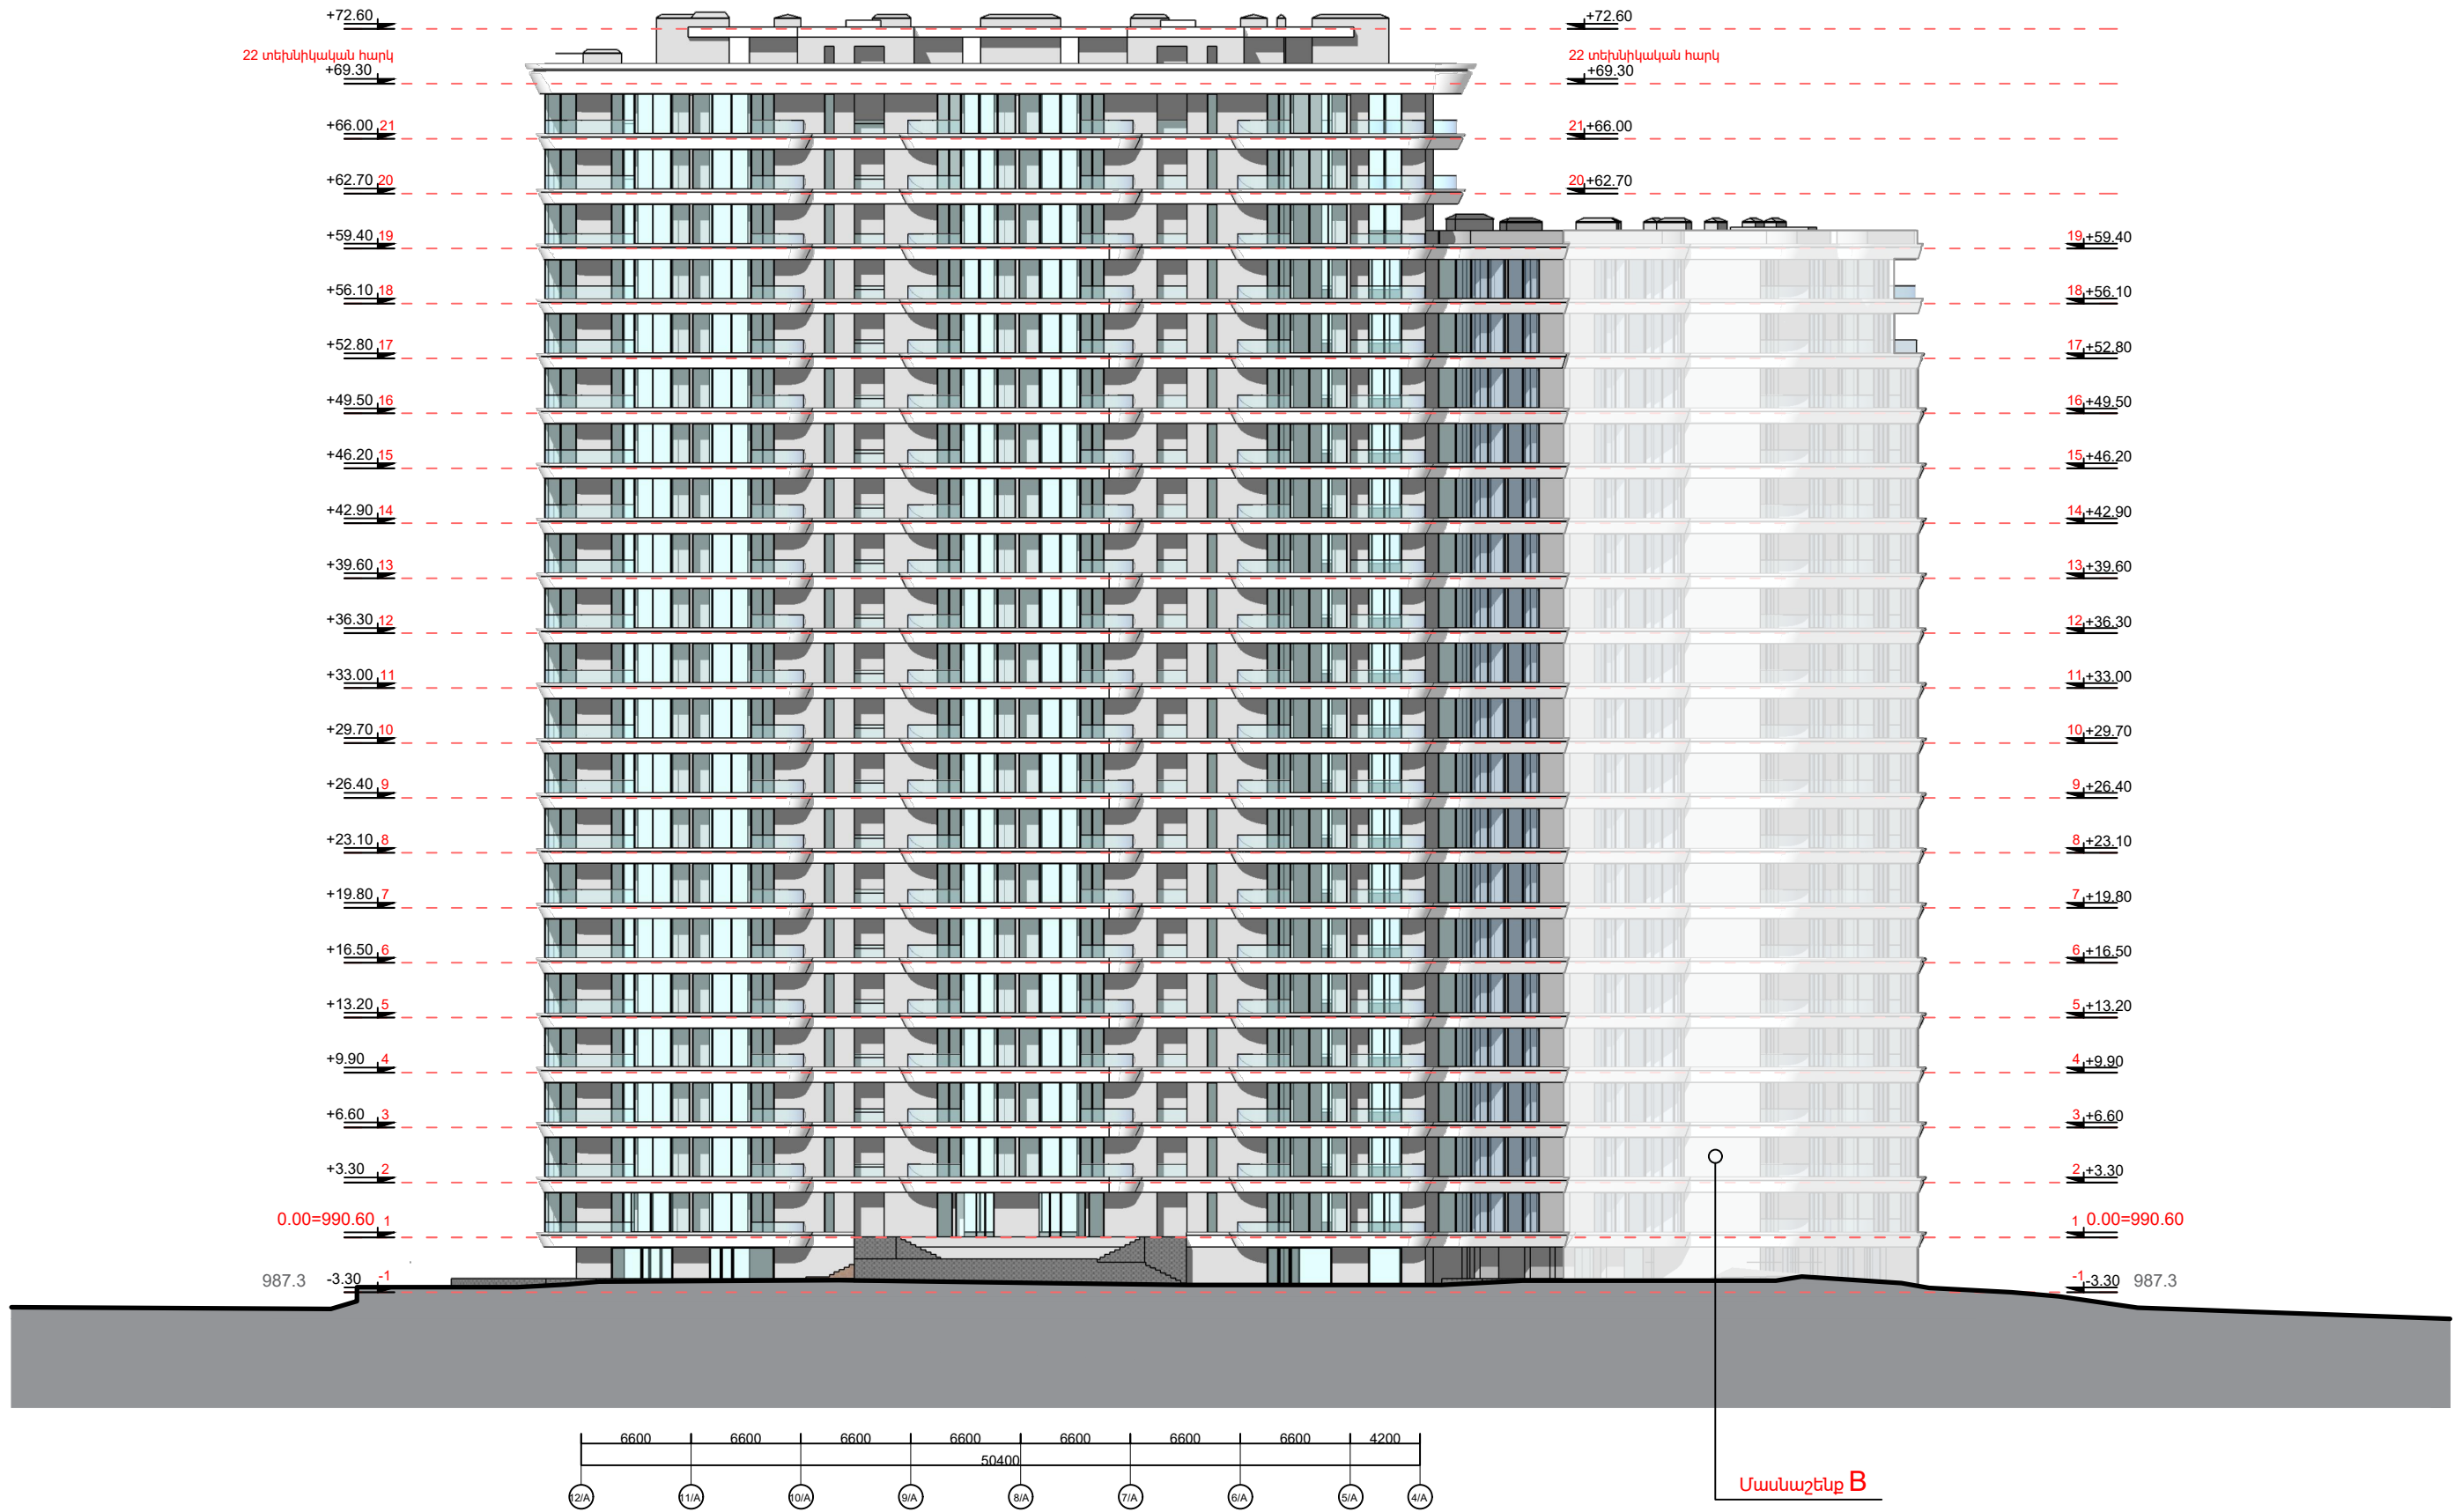 +72.60 +72.60
22 տեխնիկական հարկ 22 տեխնիկական հարկ
+69.30 +69.30
+66.00 21 21 +66.00
+62.70 20 20 +62.70
+59.40 19 19 +59.40
+56.10 18 18 +56.10
+52.80 17 17 +52.80
+49.50 16 16 +49.50
+46.20 15 15 +46.20
+42.90 14 14 +42.90
+39.60 13 13 +39.60
+36.30 12 12 +36.30
+33.00 11 11 +33.00
+29.70 10 10 +29.70
+26.40 9 9 +26.40
+23.10 8 8 +23.10
+19.80 7 7 +19.80
+16.50 6 6 +16.50
+13.20 5 5 +13.20
+9.90 4 4 +9.90
+6.60 3 3 +6.60
+3.30 2 2 +3.30
0.00=990.60 1 1 0.00=990.60
987.3 -3.30 -1 -1 -3.30 987.3
6600 6600 6600 6600 6600 6600 6600 4200
50400
12/A 11/A 10/A 9/A 8/A 7/A 6/A 5/A 4/A
Մասնաշենք B